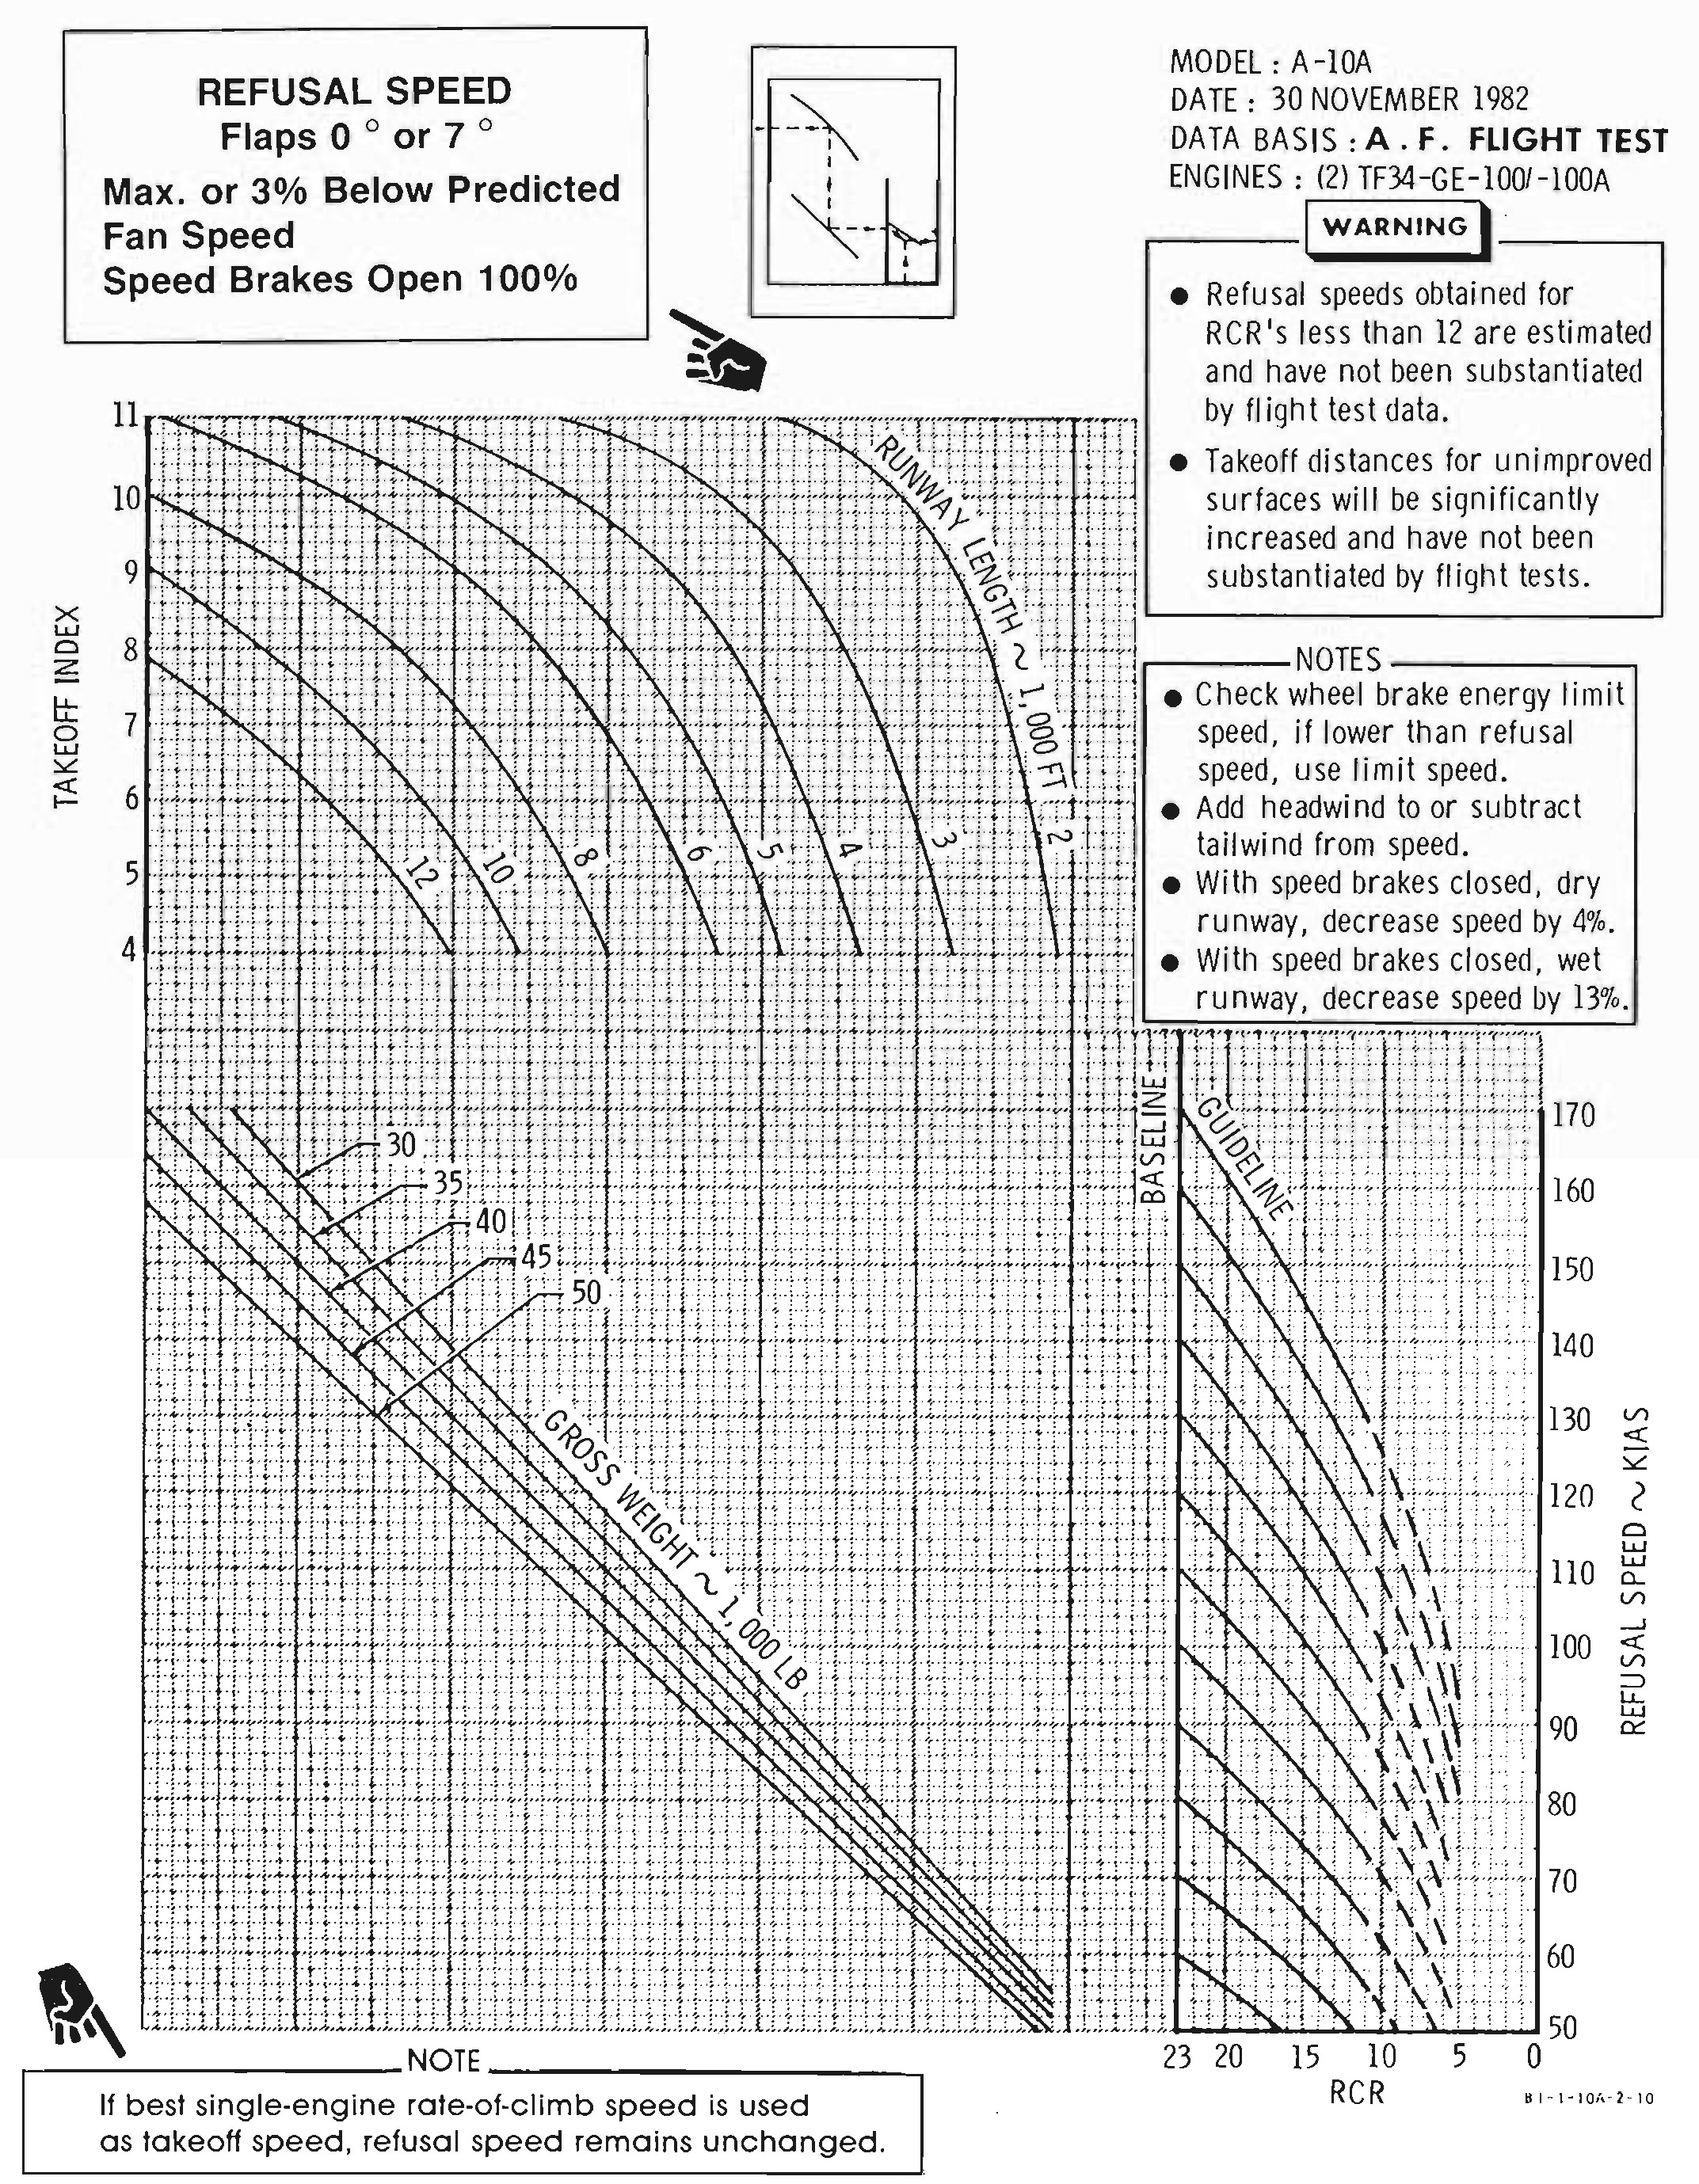 REFUSAL SPEED
Flaps 0 ° or 7 °
Max. or 3% Below Predicted
Fan Speed
Speed Brakes Open 100%
MODEL : A-10A
DATE : 30 NOVEMBER 1982
DATA BASIS : A . F. FLIGHT TEST
ENGINES : (2) TF34-GE-100/-100A
WARNING
● Refusal speeds obtained for
RCR's less than 12 are estimated
and have not been substantiated
by flight test data.
● Takeoff distances for unimproved
surfaces will be significantly
increased and have not been
substantiated by flight tests.
NOTES
● Check wheel brake energy limit
speed, if lower than refusal
speed, use limit speed.
● Add headwind to or subtract
tailwind from speed.
● With speed brakes closed, dry
runway, decrease speed by 4%.
● With speed brakes closed, wet
runway, decrease speed by 13%.
TAKEOFF INDEX
11
10
9
8
7
6
5
4
RUNWAY LENGTH ~ 1,000 FT
12
10
8
6
5
4
3
2
30
35
40
45
50
GROSS WEIGHT ~ 1,000 LB
BASELINE
GUIDELINE
170
160
150
140
130
120
110
100
90
80
70
60
50
REFUSAL SPEED ~ KIAS
23 20 15 10 5 0
RCR
B1-1-10A-2-10
NOTE
If best single-engine rate-of-climb speed is used
as takeoff speed, refusal speed remains unchanged.